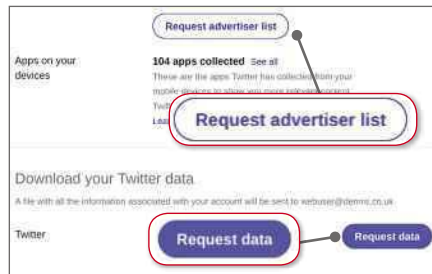 Request advertiser list
Apps on your
devices
104 apps collected See all
These are the apps Twitter has collected from your
mobile devices to show you more
Request advertiser list
Download your Twitter data
A file with all the information associated with your account will be sent to webuser@dennis.co.uk
Twitter
Request data
Request data